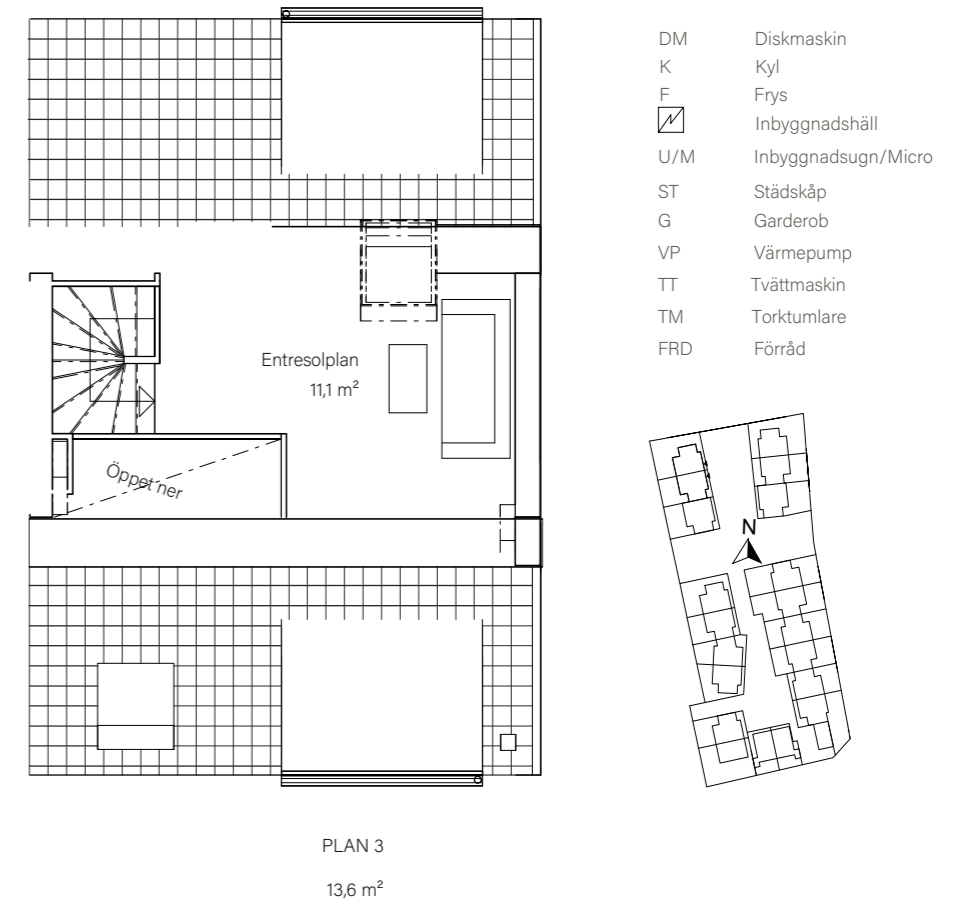 DM Diskmaskin
K Kyl
F Frys
Inbyggnadshäll
U/M Inbyggnadsugn/Micro
ST Städskåp
G Garderob
VP Värmepump
TT Tvättmaskin
TM Torktumlare
FRD Förråd
Entresolplan
11,1 m²
Öppet ner
N
PLAN 3
13,6 m²